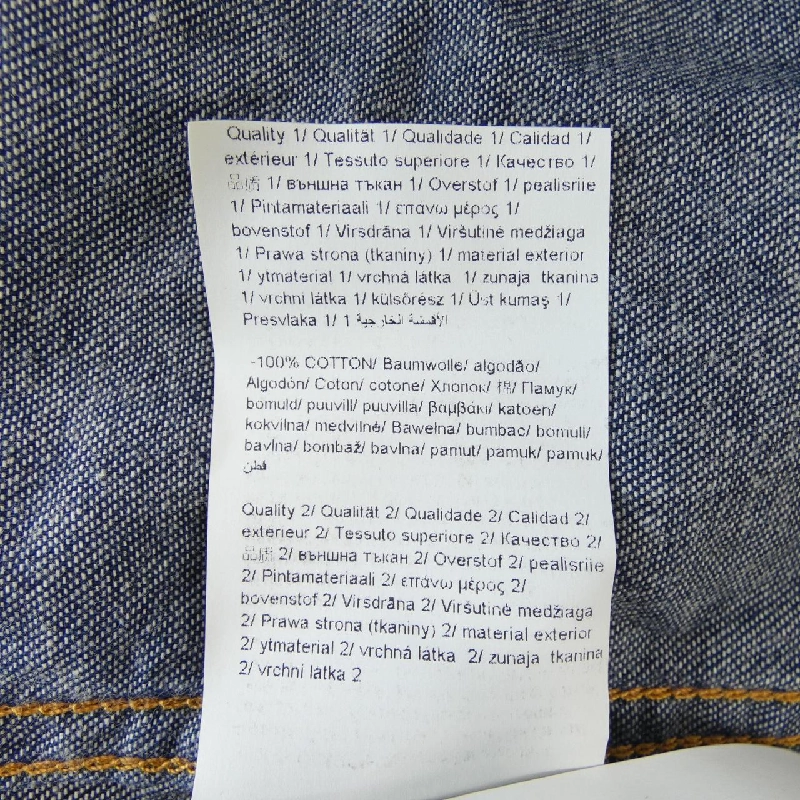 Quality 1/ Qualität 1/ Qualidade 1/ Calidad 1/
extérieur 1/ Tessuto superiore 1/ Качество 1/
品质 1/ външна тъкан 1/ Overstof 1/ pealisriie
1/ Pintamateriaali 1/ επανω μέρος 1/
bovenstof 1/ Virsdrāna 1/ Viršutinė medžiaga
1/ Prawa strona (tkaniny) 1/ material exterior
1/ ytmaterial 1/ vrchná látka 1/ zunaja tkanina
1/ vrchni látka 1/ külsőrész 1/ Üst kumaş 1/
Presvlaka 1/ 1 الأقمشة الخارجية
-100% COTTON/ Baumwolle/ algodão/
Algodón/ Coton/ cotone/ Хлопок/ 棉/ Памук/
bomuld/ puuvill/ puuvilla/ βαμβάκι/ katoen/
kokvilna/ medvilnė/ Bawełna/ bumbac/ bomull/
bavlna/ bombaž/ bavlna/ pamut/ pamuk/ pamuk/
قطن
Quality 2/ Qualität 2/ Qualidade 2/ Calidad 2/
exterieur 2/ Tessuto superiore 2/ Качество 2/
品质 2/ външна тъкан 2/ Overstof 2/ pealisriie
2/ Pintamateriaali 2/ επάνω μέρος 2/
bovenstof 2/ Virsdrāna 2/ Viršutinė medžiaga
2/ Prawa strona (tkaniny) 2/ material exterior
2/ ytmaterial 2/ vrchná látka 2/ zunaja tkanina
2/ vrchni látka 2